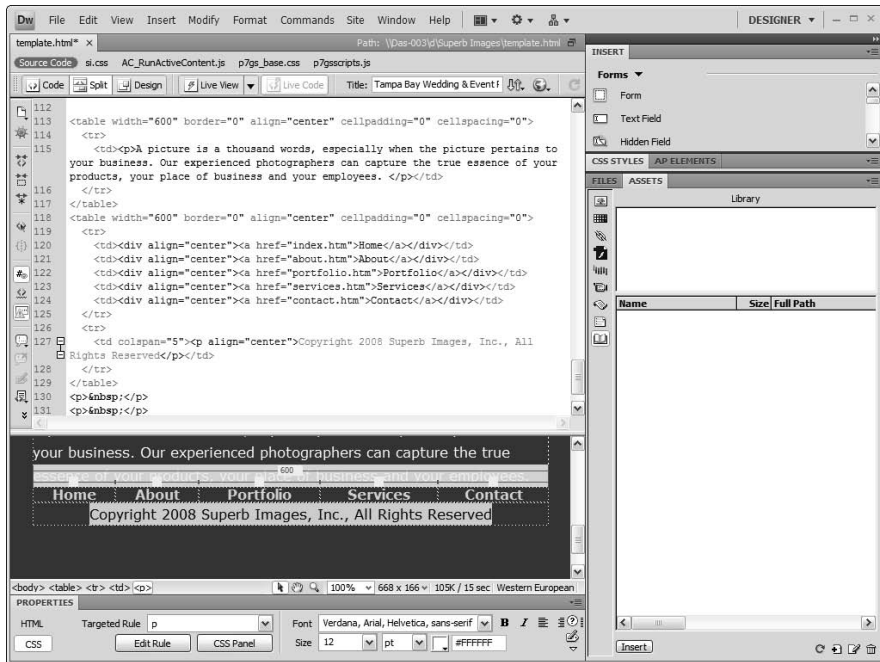 Dw File Edit View Insert Modify Format Commands Site Window Help DESIGNER
template.html* × Path: \\Das-003\d\Superb Images\template.html
Source Code si.css AC_RunActiveContent.js p7gs_base.css p7gsscripts.js
Code Split Design Live View Live Code Title: Tampa Bay Wedding & Event F
112
113 <table width="600" border="0" align="center" cellpadding="0" cellspacing="0">
114 <tr>
115 <td><p>A picture is a thousand words, especially when the picture pertains to
your business. Our experienced photographers can capture the true essence of your
products, your place of business and your employees. </p></td>
116 </tr>
117 </table>
118 <table width="600" border="0" align="center" cellpadding="0" cellspacing="0">
119 <tr>
120 <td><div align="center"><a href="index.htm">Home</a></div></td>
121 <td><div align="center"><a href="about.htm">About</a></div></td>
122 <td><div align="center"><a href="portfolio.htm">Portfolio</a></div></td>
123 <td><div align="center"><a href="services.htm">Services</a></div></td>
124 <td><div align="center"><a href="contact.htm">Contact</a></div></td>
125 </tr>
126 <tr>
127 <td colspan="5"><p align="center">Copyright 2008 Superb Images, Inc., All
Rights Reserved</p></td>
128 </tr>
129 </table>
130 <p>&nbsp;</p>
131 <p>&nbsp;</p>
your business. Our experienced photographers can capture the true
600
essence of your products, your place of business and your employees.
Home About Portfolio Services Contact
Copyright 2008 Superb Images, Inc., All Rights Reserved
<body> <table> <tr> <td> <p> 100% 668 x 166 105K / 15 sec Western European
PROPERTIES
HTML Targeted Rule p Font Verdana, Arial, Helvetica, sans-serif B I
CSS Edit Rule CSS Panel Size 12 pt #FFFFFF
INSERT
Forms
Form
Text Field
Hidden Field
CSS STYLES AP ELEMENTS
FILES ASSETS
Library
Name Size Full Path
Insert